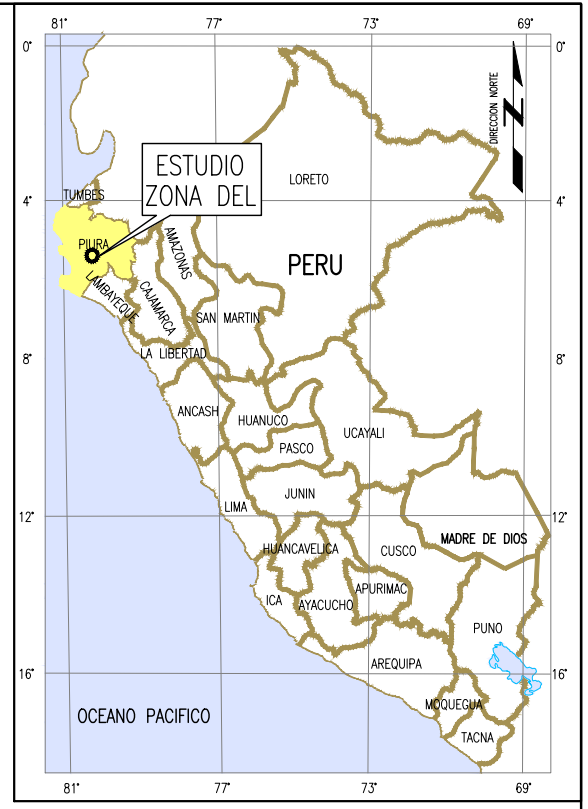 81°
77°
73°
69°
0°
0°
DIRECCION NORTE
N
ESTUDIO
ZONA DEL
LORETO
TUMBES
4°
4°
PIURA
AMAZONAS
PERU
LAMBAYEQUE
CAJAMARCA
SAN MARTIN
8°
8°
LA LIBERTAD
ANCASH
HUANUCO
UCAYALI
PASCO
JUNIN
LIMA
12°
12°
MADRE DE DIOS
HUANCAVELICA
CUSCO
ICA
AYACUCHO
APURIMAC
PUNO
AREQUIPA
16°
16°
MOQUEGUA
OCEANO PACIFICO
TACNA
81°
77°
73°
69°